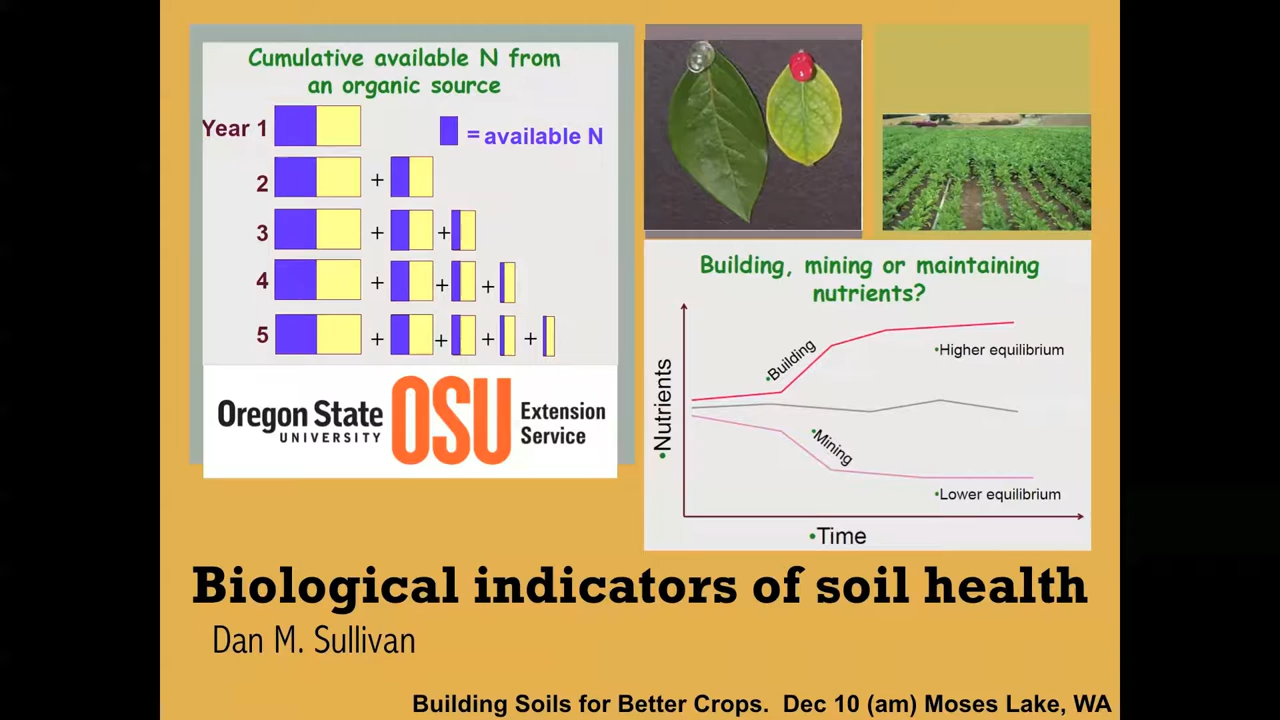 Cumulative available N from
an organic source
Year 1
= available N
2
+
3
+ +
4
+ + +
5
+ + + +
Oregon State
UNIVERSITY
OSU
Extension
Service
Building, mining or maintaining
nutrients?
•Nutrients
•Building
•Higher equilibrium
•Mining
•Lower equilibrium
•Time
Biological indicators of soil health
Dan M. Sullivan
Building Soils for Better Crops. Dec 10 (am) Moses Lake, WA